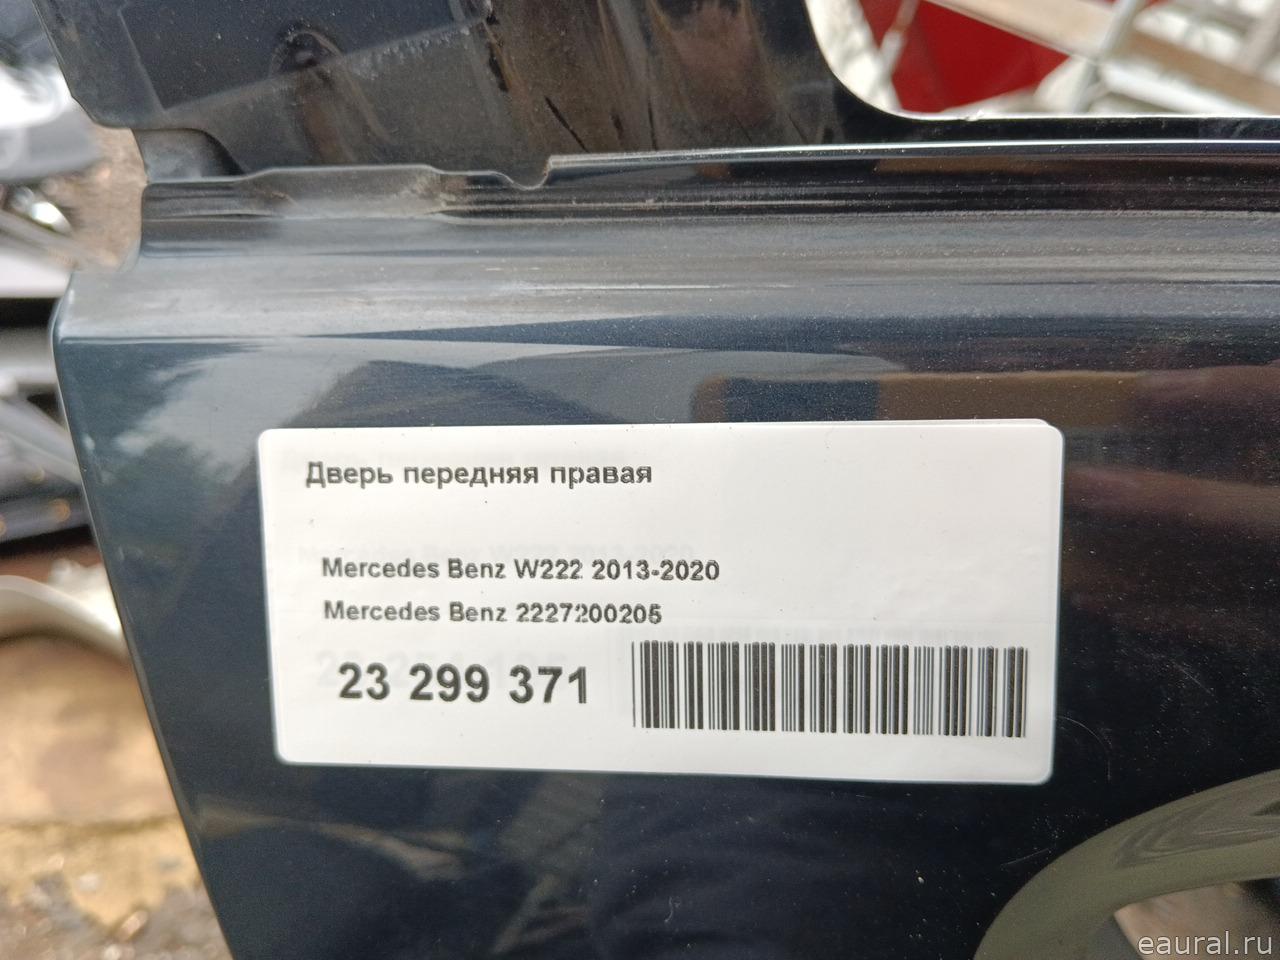 Дверь передняя правая
Mercedes Benz W222 2013-2020
Mercedes Benz 2227200205
23 299 371
eaural.ru